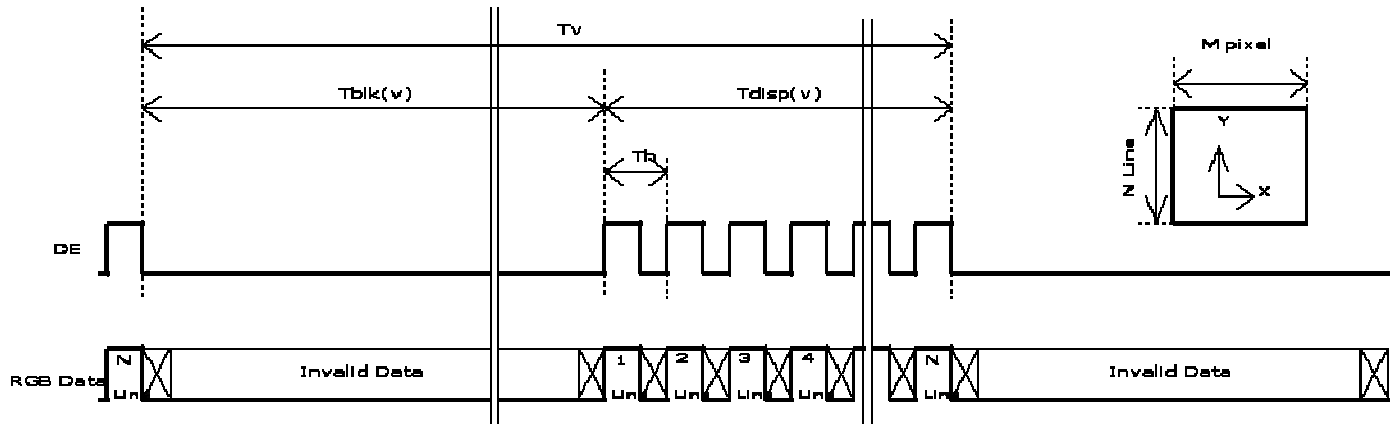 Tv
M pixel
Tblk(v)
Tdisp(v)
Th
Y
X
N Line
DE
RGB Data
N
Lin
Invalid Data
1
Lin
2
Lin
3
Lin
4
Lin
N
Lin
Invalid Data